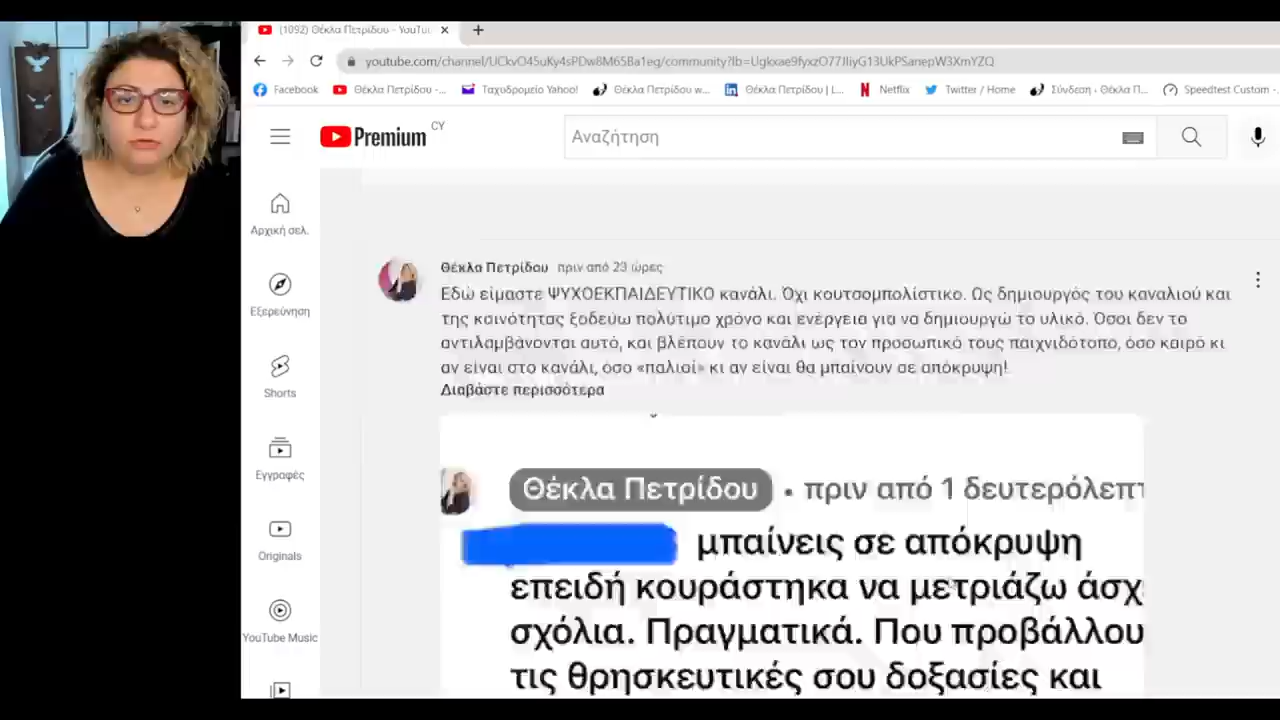 (1092) Θέκλα Πετρίδου - YouTu
youtube.com/channel/UCkvO45uKy4sPDw8M65Ba1eg/community?lb=Ugkxae9fyxzO77JliyG13UkPSanepW3XmYZQ
Facebook Θέκλα Πετρίδου -... Ταχυδρομείο Yahoo! Θέκλα Πετρίδου w... Θέκλα Πετρίδου | L... Netflix Twitter / Home Σύνδεση ‹ Θέκλα Π... Speedtest Custom -
Premium CY
Αναζήτηση
Αρχική σελ.
Εξερεύνηση
Shorts
Εγγραφές
Originals
YouTube Music
Θέκλα Πετρίδου πριν από 23 ώρες
Εδώ είμαστε ΨΥΧΟΕΚΠΑΙΔΕΥΤΙΚΟ κανάλι. Όχι κουτσομπολίστικο. Ως δημιουργός του καναλιού και
της κοινότητας ξοδεύω πολύτιμο χρόνο και ενέργεια για να δημιουργώ το υλικό. Όσοι δεν το
αντιλαμβάνονται αυτό, και βλέπουν το κανάλι ως τον προσωπικό τους παιχνιδότοπο, όσο καιρό κι
αν είναι στο κανάλι, όσο «παλιοί» κι αν είναι θα μπαίνουν σε απόκρυψη!
Διαβάστε περισσότερα
Θέκλα Πετρίδου • πριν από 1 δευτερόλεπτ
μπαίνεις σε απόκρυψη
επειδή κουράστηκα να μετριάζω άσχ
σχόλια. Πραγματικά. Που προβάλλου
τις θρησκευτικές σου δοξασίες και